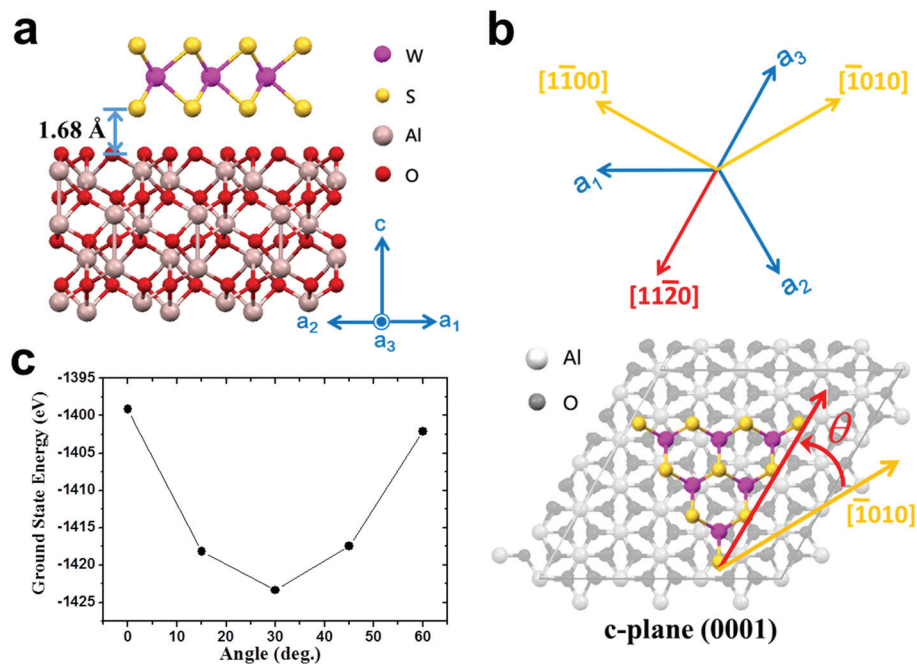 a
W
S
Al
O
1.68 Å
c
a₂
a₃
a₁
b
a₃
[11̅00]
[1̅010]
a₁
[112̅0]
a₂
Al
O
θ
[1̅010]
c-plane (0001)
c
Ground State Energy (eV)
-1395
-1400
-1405
-1410
-1415
-1420
-1425
0
10
20
30
40
50
60
Angle (deg.)